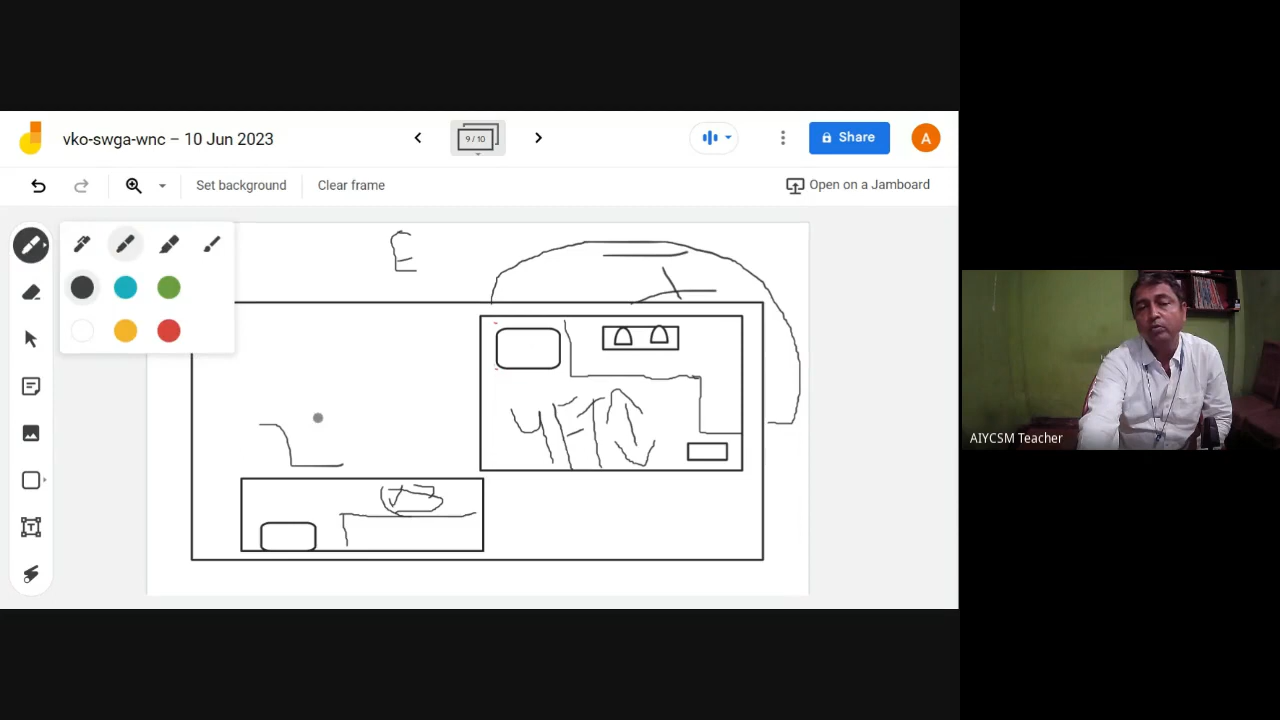 vko-swga-wnc – 10 Jun 2023
9 / 10
Share
A
Set background
Clear frame
Open on a Jamboard
E
T
AIYCSM Teacher